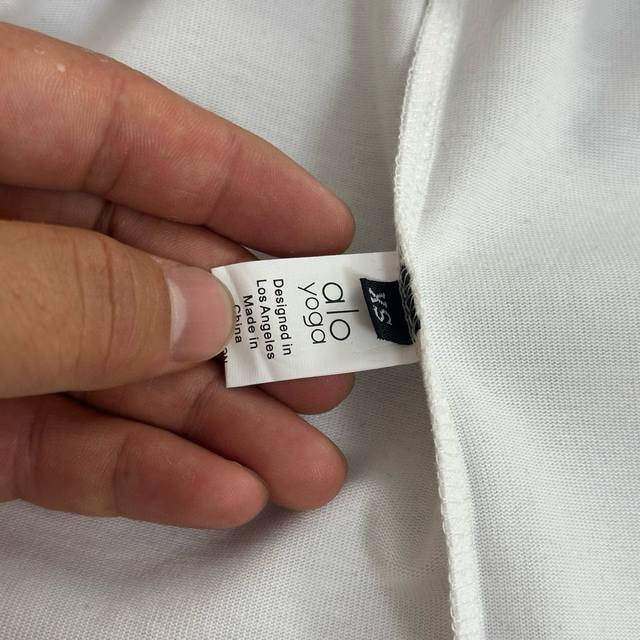 XS
alo
yoga
Designed in
Los Angeles
Made in
China